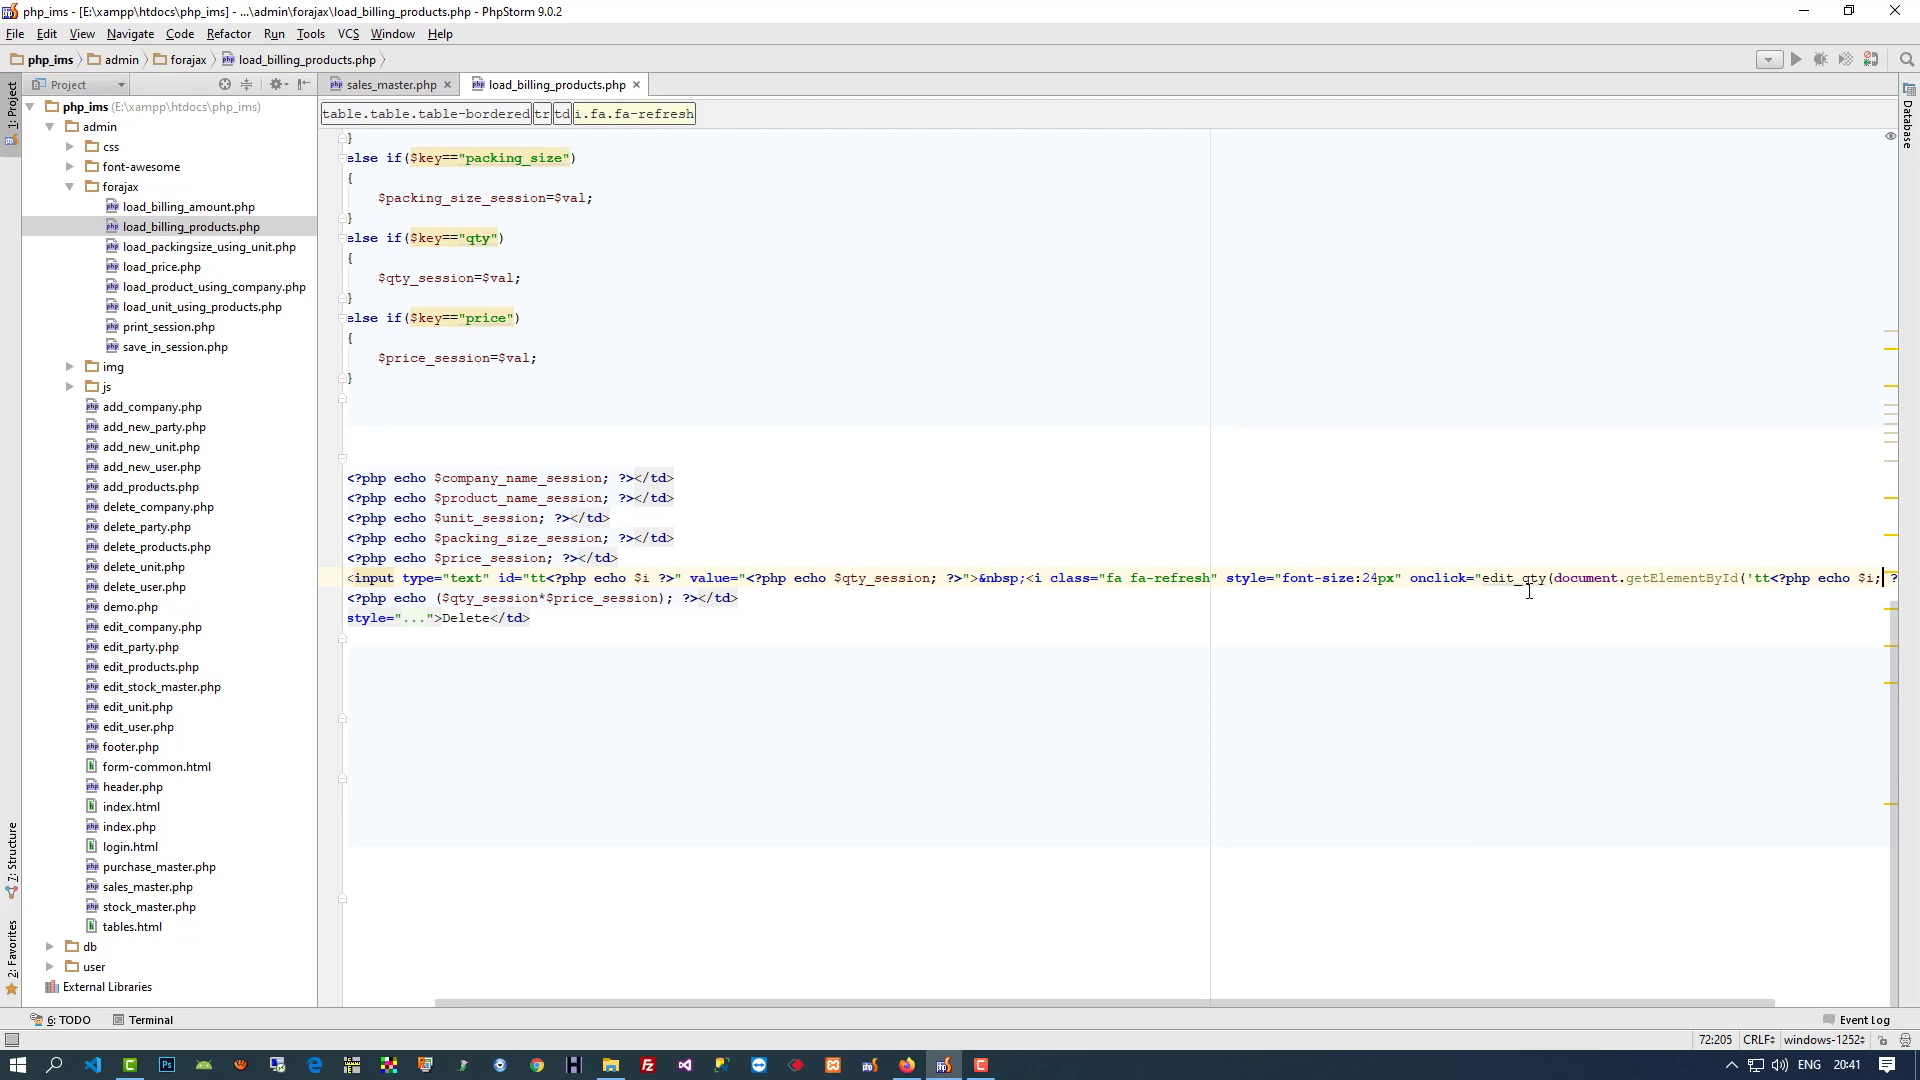 php_ims - [E:\xampp\htdocs\php_ims] - ...\admin\forajax\load_billing_products.php - PhpStorm 9.0.2
File Edit View Navigate Code Refactor Run Tools VCS Window Help
php_ims admin forajax load_billing_products.php
Project
sales_master.php
load_billing_products.php
1: Project
7: Structure
2: Favorites
Database
php_ims (E:\xampp\htdocs\php_ims)
admin
css
font-awesome
forajax
load_billing_amount.php
load_billing_products.php
load_packingsize_using_unit.php
load_price.php
load_product_using_company.php
load_unit_using_products.php
print_session.php
save_in_session.php
img
js
add_company.php
add_new_party.php
add_new_unit.php
add_new_user.php
add_products.php
delete_company.php
delete_party.php
delete_products.php
delete_unit.php
delete_user.php
demo.php
edit_company.php
edit_party.php
edit_products.php
edit_stock_master.php
edit_unit.php
edit_user.php
footer.php
form-common.html
header.php
index.html
index.php
login.html
purchase_master.php
sales_master.php
stock_master.php
tables.html
db
user
External Libraries
table.table.table-bordered tr td i.fa.fa-refresh
}
else if($key=="packing_size")
{
$packing_size_session=$val;
}
else if($key=="qty")
{
$qty_session=$val;
}
else if($key=="price")
{
$price_session=$val;
}
<?php echo $company_name_session; ?></td>
<?php echo $product_name_session; ?></td>
<?php echo $unit_session; ?></td>
<?php echo $packing_size_session; ?></td>
<?php echo $price_session; ?></td>
<input type="text" id="tt<?php echo $i ?>" value="<?php echo $qty_session; ?>">&nbsp;<i class="fa fa-refresh" style="font-size:24px" onclick="edit_qty(document.getElementById('tt<?php echo $i; ?
<?php echo ($qty_session*$price_session); ?></td>
style="...">Delete</td>
6: TODO Terminal Event Log
72:205 CRLF windows-1252
ENG 20:41